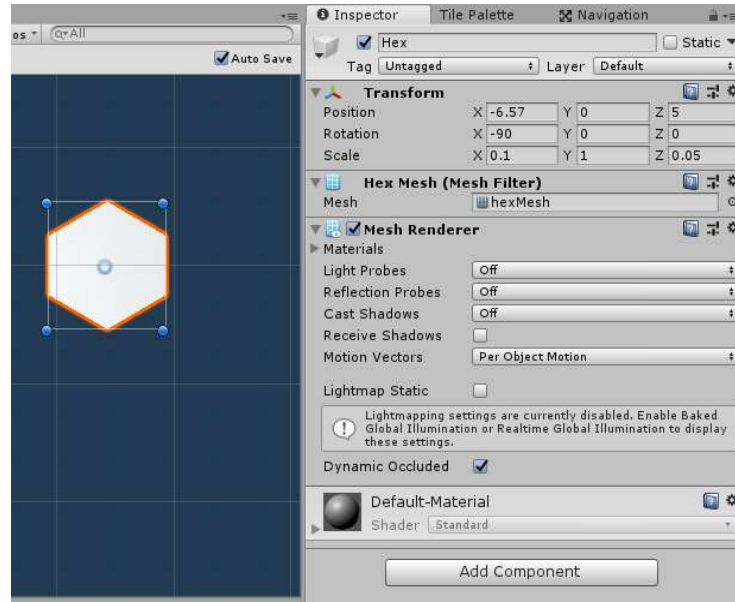 os
All
Auto Save
Inspector Tile Palette Navigation
Hex Static
Tag Untagged Layer Default
Transform
Position X -6.57 Y 0 Z 5
Rotation X -90 Y 0 Z 0
Scale X 0.1 Y 1 Z 0.05
Hex Mesh (Mesh Filter)
Mesh hexMesh
Mesh Renderer
Materials
Light Probes Off
Reflection Probes Off
Cast Shadows Off
Receive Shadows
Motion Vectors Per Object Motion
Lightmap Static
Lightmapping settings are currently disabled. Enable Baked
Global Illumination or Realtime Global Illumination to display
these settings.
Dynamic Occluded
Default-Material
Shader Standard
Add Component